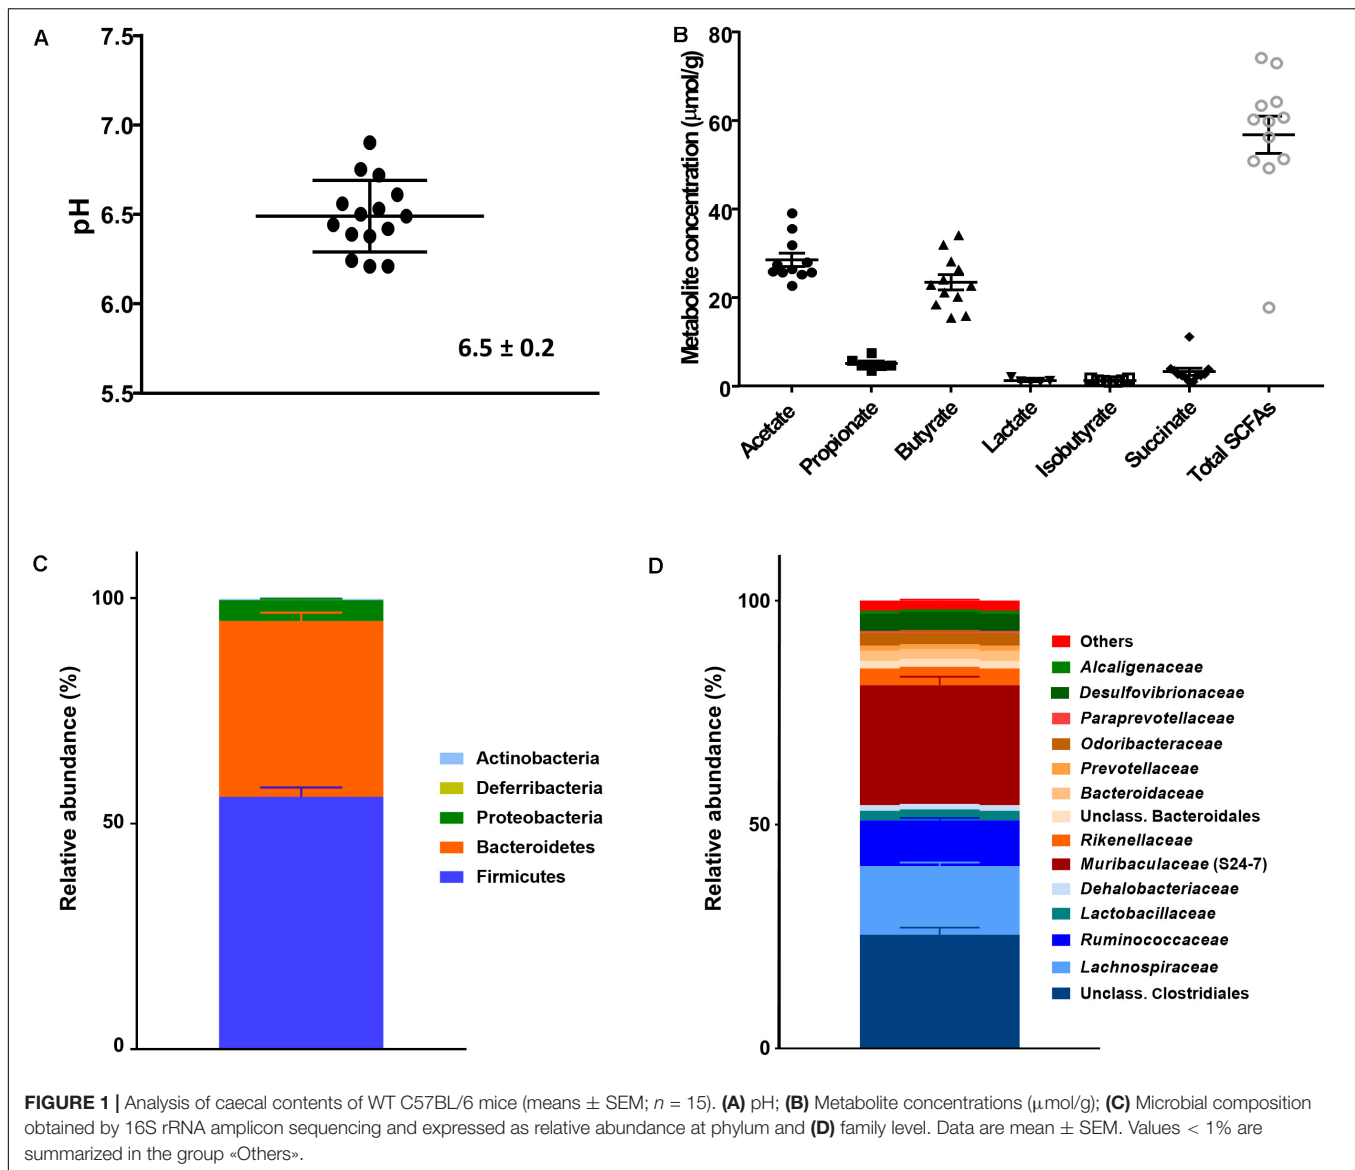 A
7.5
7.0
6.5
6.0
5.5
pH
6.5 ± 0.2
B
80
60
40
20
0
Metabolite concentration (μmol/g)
Acetate
Propionate
Butyrate
Lactate
Isobutyrate
Succinate
Total SCFAs
C
100
50
0
Relative abundance (%)
Actinobacteria
Deferribacteria
Proteobacteria
Bacteroidetes
Firmicutes
D
100
50
0
Relative abundance (%)
Others
Alcaligenaceae
Desulfovibrionaceae
Paraprevotellaceae
Odoribacteraceae
Prevotellaceae
Bacteroidaceae
Unclass. Bacteroidales
Rikenellaceae
Muribaculaceae (S24-7)
Dehalobacteriaceae
Lactobacillaceae
Ruminococcaceae
Lachnospiraceae
Unclass. Clostridiales
FIGURE 1 | Analysis of caecal contents of WT C57BL/6 mice (means ± SEM; n = 15). (A) pH; (B) Metabolite concentrations (μmol/g); (C) Microbial composition
obtained by 16S rRNA amplicon sequencing and expressed as relative abundance at phylum and (D) family level. Data are mean ± SEM. Values < 1% are
summarized in the group «Others».